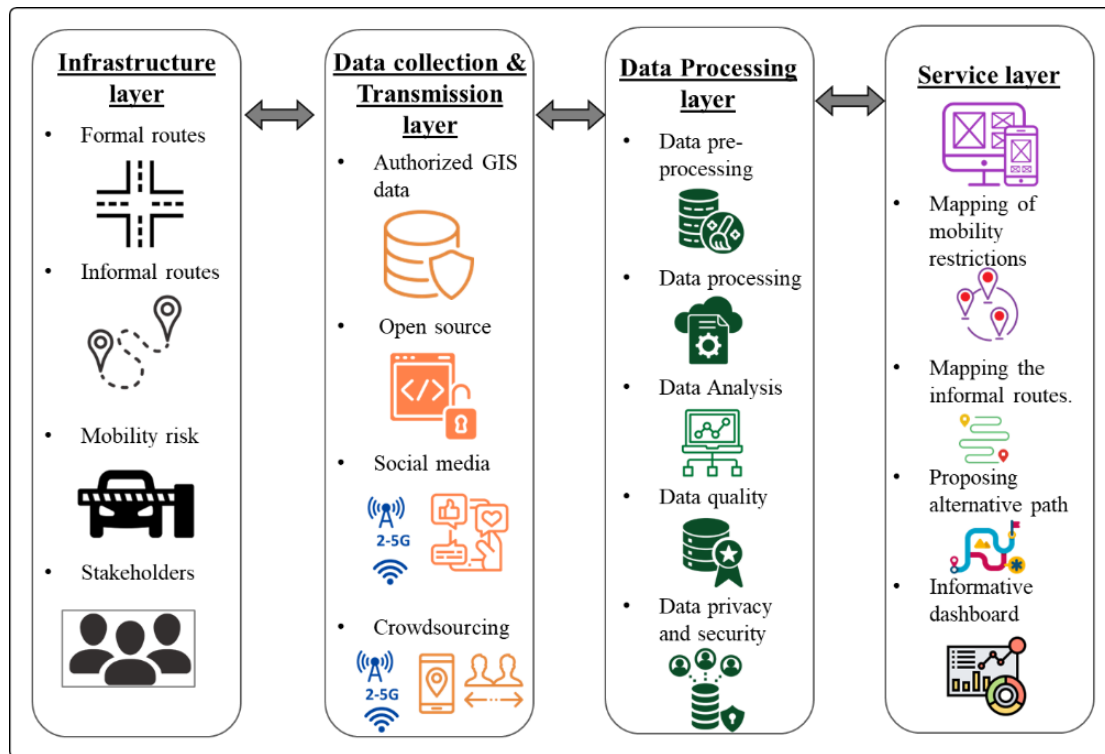 Infrastructure
layer
• Formal routes
• Informal routes
• Mobility risk
• Stakeholders
Data collection &
Transmission
layer
• Authorized GIS
data
• Open source
</>
• Social media
2-5G
• Crowdsourcing
2-5G
Data Processing
layer
• Data pre-
processing
• Data processing
• Data Analysis
• Data quality
• Data privacy
and security
Service layer
• Mapping of
mobility
restrictions
• Mapping the
informal routes.
• Proposing
alternative path
• Informative
dashboard